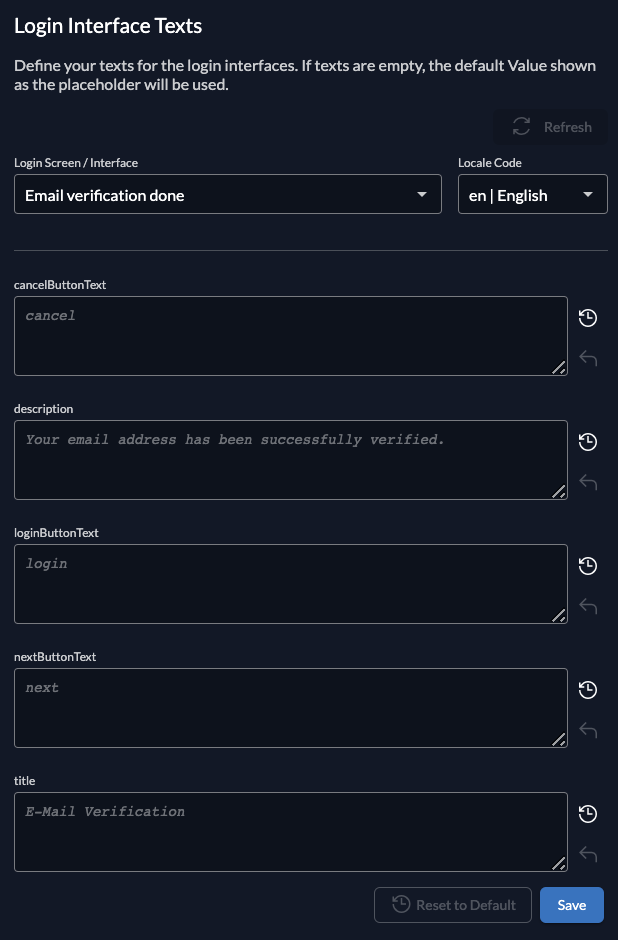 Login Interface Texts
Define your texts for the login interfaces. If texts are empty, the default Value shown
as the placeholder will be used.
Refresh
Login Screen / Interface
Locale Code
Email verification done
en | English
cancelButtonText
cancel
description
Your email address has been successfully verified.
loginButtonText
login
nextButtonText
next
title
E-Mail Verification
Reset to Default
Save